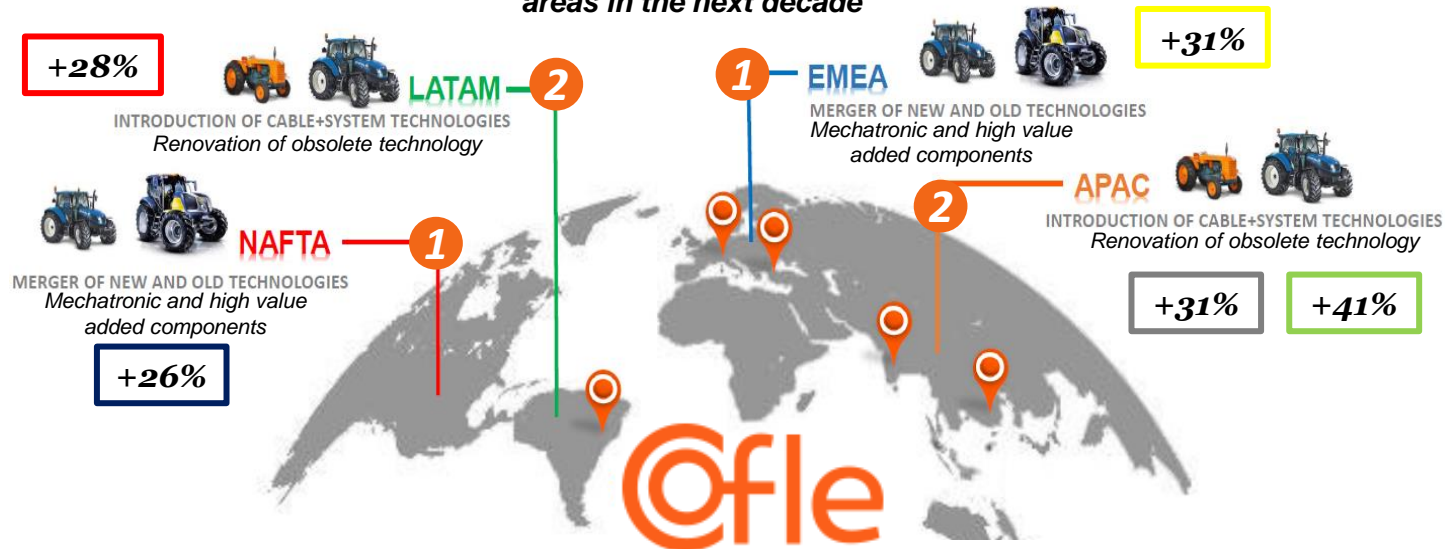 areas in the next decade
+28%
LATAM
2
INTRODUCTION OF CABLE+SYSTEM TECHNOLOGIES
Renovation of obsolete technology
1
EMEA
+31%
MERGER OF NEW AND OLD TECHNOLOGIES
Mechatronic and high value
added components
NAFTA
1
MERGER OF NEW AND OLD TECHNOLOGIES
Mechatronic and high value
added components
+26%
2
APAC
INTRODUCTION OF CABLE+SYSTEM TECHNOLOGIES
Renovation of obsolete technology
+31%
+41%
Cofle